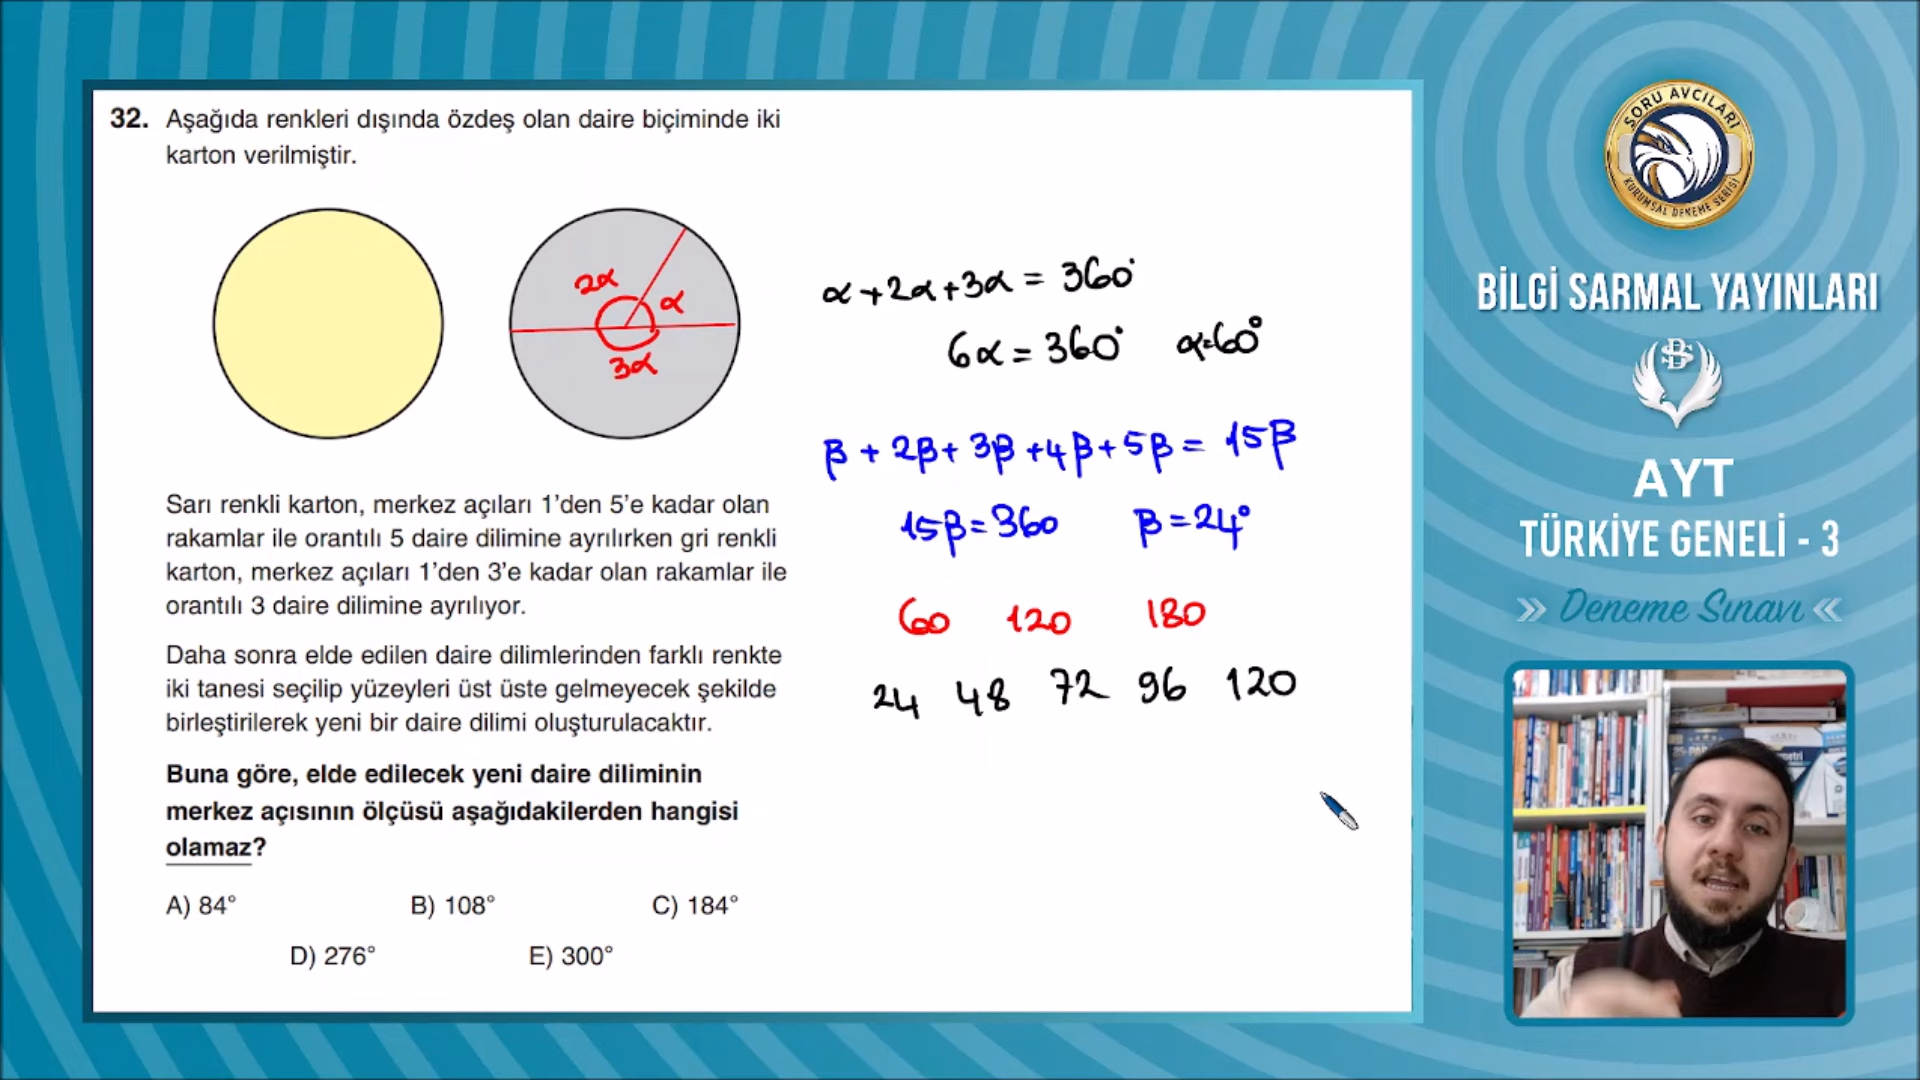 32. Aşağıda renkleri dışında özdeş olan daire biçiminde iki
karton verilmiştir.
2α
α
3α
α+2α+3α = 360°
6α = 360° α=60°
β + 2β + 3β + 4β + 5β = 15β
15β = 360 β = 24°
60 120 180
24 48 72 96 120
Sarı renkli karton, merkez açıları 1’den 5’e kadar olan
rakamlar ile orantılı 5 daire dilimine ayrılırken gri renkli
karton, merkez açıları 1’den 3’e kadar olan rakamlar ile
orantılı 3 daire dilimine ayrılıyor.
Daha sonra elde edilen daire dilimlerinden farklı renkte
iki tanesi seçilip yüzeyleri üst üste gelmeyecek şekilde
birleştirilerek yeni bir daire dilimi oluşturulacaktır.
Buna göre, elde edilecek yeni daire diliminin
merkez açısının ölçüsü aşağıdakilerden hangisi
olamaz?
A) 84° B) 108° C) 184°
D) 276° E) 300°
SORU AVCILARI
KURUMSAL DENEME SERİSİ
BİLGİ SARMAL YAYINLARI
AYT
TÜRKİYE GENELİ - 3
Deneme Sınavı